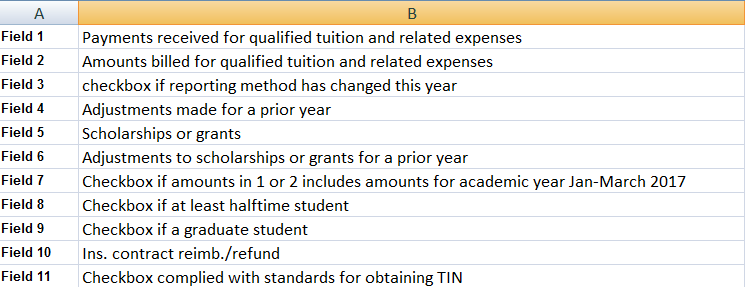 A B
Field 1 Payments received for qualified tuition and related expenses
Field 2 Amounts billed for qualified tuition and related expenses
Field 3 checkbox if reporting method has changed this year
Field 4 Adjustments made for a prior year
Field 5 Scholarships or grants
Field 6 Adjustments to scholarships or grants for a prior year
Field 7 Checkbox if amounts in 1 or 2 includes amounts for academic year Jan-March 2017
Field 8 Checkbox if at least halftime student
Field 9 Checkbox if a graduate student
Field 10 Ins. contract reimb./refund
Field 11 Checkbox complied with standards for obtaining TIN